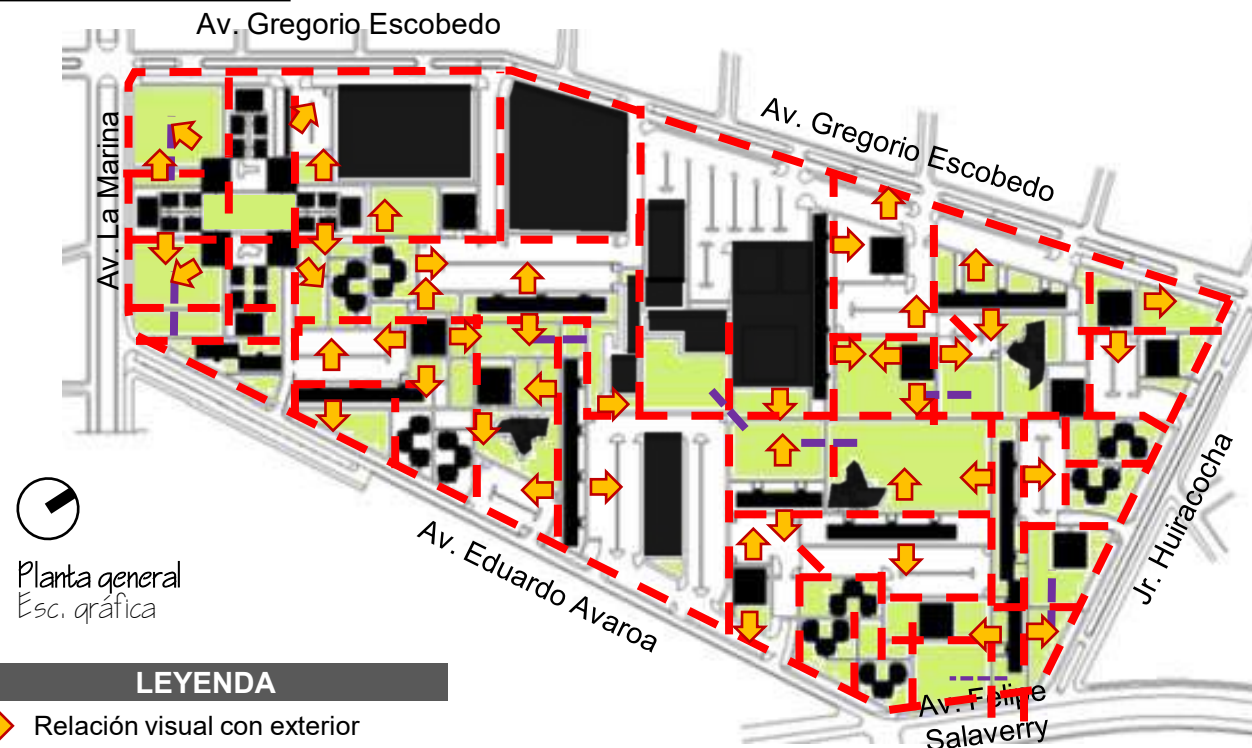 Av. Gregorio Escobedo
Av. Gregorio Escobedo
Av. La Marina
Planta general
Esc. gráfica
Av. Eduardo Avaroa
Jr. Huiracocha
Av. Felipe
Salaverry
LEYENDA
Relación visual con exterior